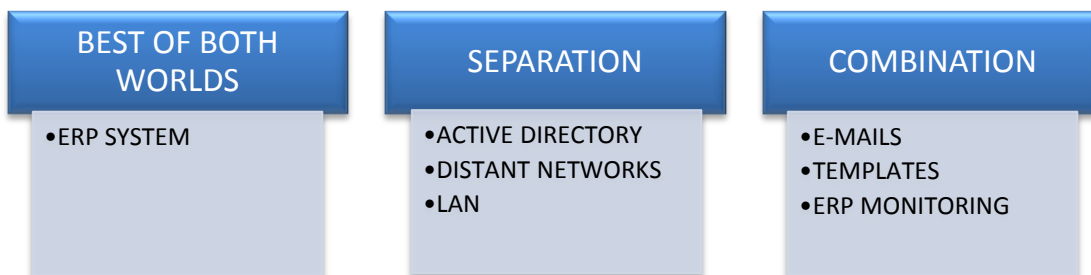 BEST OF BOTH
WORLDS
•ERP SYSTEM
SEPARATION
•ACTIVE DIRECTORY
•DISTANT NETWORKS
•LAN
COMBINATION
•E-MAILS
•TEMPLATES
•ERP MONITORING